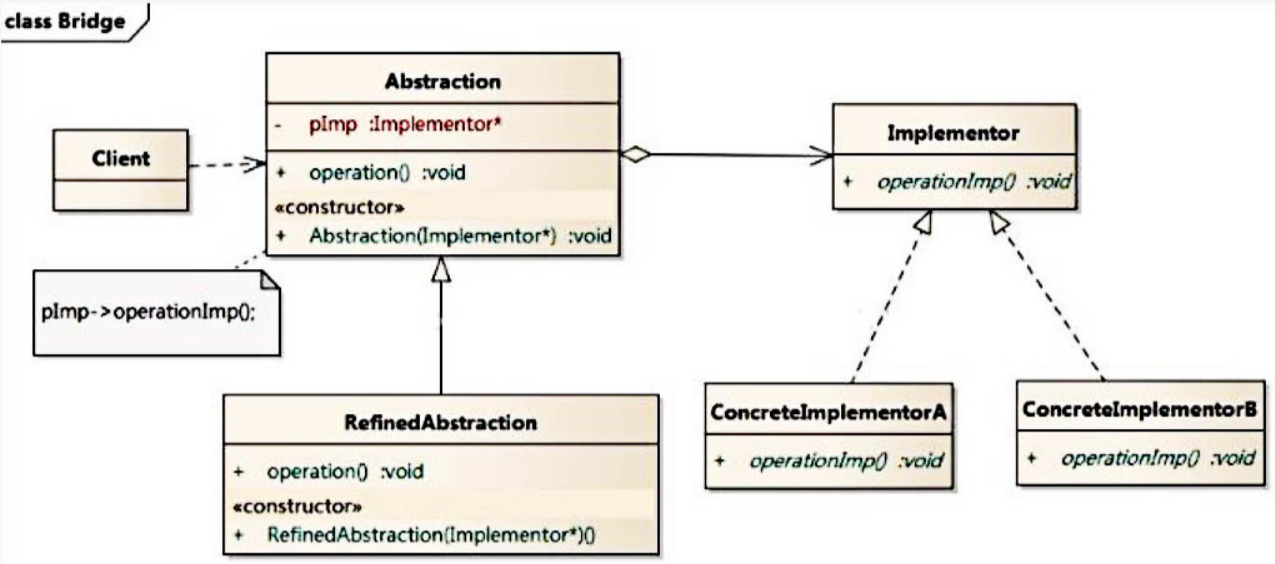 class Bridge
Abstraction
- pImp :Implementor*
+ operation() :void
«constructor»
+ Abstraction(Implementor*) :void
Client
Implementor
+ operationImp() :void
pImp->operationImp();
RefinedAbstraction
+ operation() :void
«constructor»
+ RefinedAbstraction(Implementor*)()
ConcreteImplementorA
+ operationImp() :void
ConcreteImplementorB
+ operationImp() :void